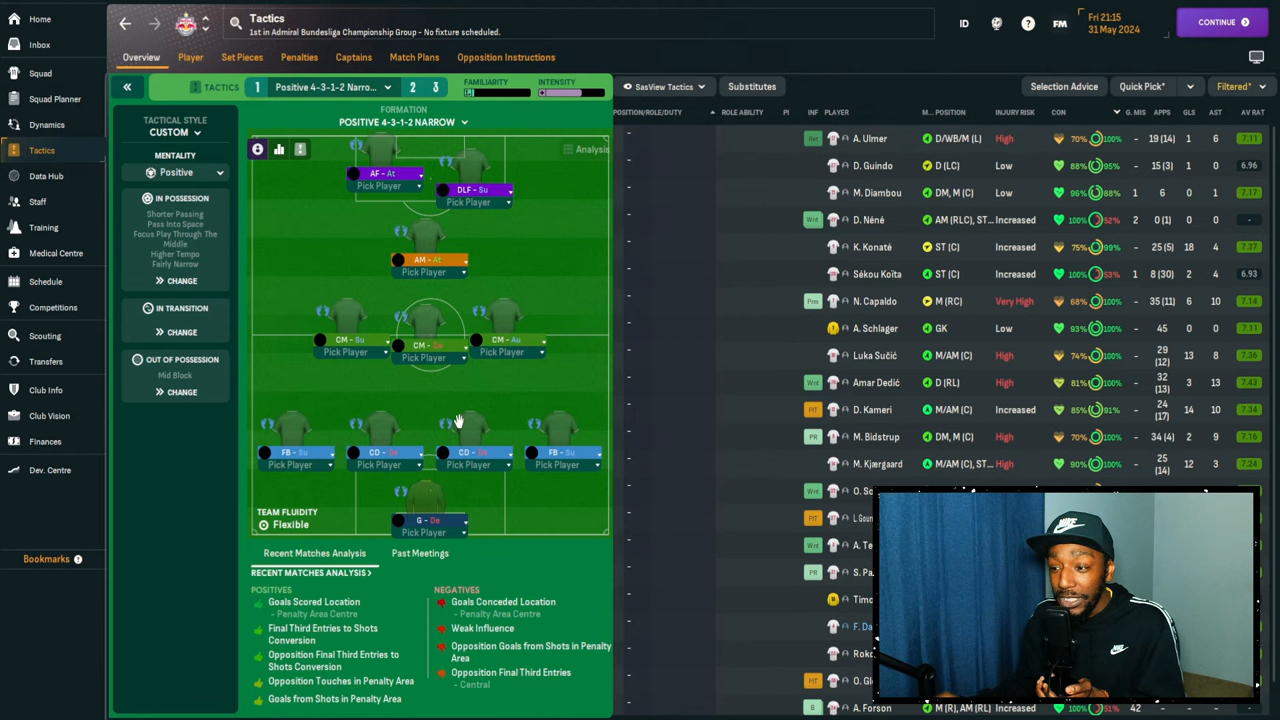 Home
Inbox
Squad
Squad Planner
Dynamics
Tactics
Data Hub
Staff
Training
Medical Centre
Schedule
Competitions
Scouting
Transfers
Club Info
Club Vision
Finances
Dev. Centre
Bookmarks ?
Tactics
1st in Admiral Bundesliga Championship Group - No fixture scheduled.
ID
?
FM
Fri 21:15
31 May 2024
CONTINUE
Overview Player Set Pieces Penalties Captains Match Plans Opposition Instructions
TACTICS 1 Positive 4-3-1-2 Narro... 2 3
FAMILIARITY
INTENSITY
TACTICAL STYLE
CUSTOM
MENTALITY
Positive
IN POSSESSION
Shorter Passing
Pass Into Space
Focus Play Through The
Middle
Higher Tempo
Fairly Narrow
CHANGE
IN TRANSITION
CHANGE
OUT OF POSSESSION
Mid Block
CHANGE
FORMATION
POSITIVE 4-3-1-2 NARROW
Analysis
AF - At
Pick Player
DLF - Su
Pick Player
AM - At
Pick Player
CM - Su
Pick Player
CM - De
Pick Player
CM - Au
Pick Player
FB - Su
Pick Player
CD - De
Pick Player
CD - De
Pick Player
FB - Su
Pick Player
G - De
Pick Player
TEAM FLUIDITY
Flexible
Recent Matches Analysis Past Meetings
RECENT MATCHES ANALYSIS>
POSITIVES
Goals Scored Location
- Penalty Area Centre
Final Third Entries to Shots
Conversion
Opposition Final Third Entries to
Shots Conversion
Opposition Touches in Penalty Area
Goals from Shots in Penalty Area
NEGATIVES
Goals Conceded Location
- Penalty Area Centre
Weak Influence
Opposition Goals from Shots in Penalty
Area
Opposition Final Third Entries
- Central
SasView Tactics Substitutes Selection Advice Quick Pick* Filtered*
POSITION/ROLE/DUTY ROLE ABILITY PI INF PLAYER M... POSITION INJURY RISK CON G. MIS APPS GLS AST AV RAT
Ret A. Ulmer D/WB/M (L) High 70% 100% - 19 (14) 1 6 7.11
D. Guindo D (LC) Low 88% 95% - 15 (3) 1 0 6.96
M. Diambou DM, M (C) Low 96% 88% 1 6 0 1 7.17
Wnt D. Néné AM (RLC), ST... Increased 100% 52% 2 0 (1) 0 0 -
K. Konaté ST (C) Increased 75% 99% - 25 (5) 18 4 7.37
Sékou Koïta ST (C) Increased 100% 53% 1 8 (30) 2 4 6.93
Prm N. Capaldo M (RC) Very High 68% 100% - 35 (11) 6 10 7.14
A. Schlager GK Low 93% 100% - 45 0 0 7.11
Luka Sučić M/AM (C) High 74% 100% - 29 (12) 8 7.36
Wnt Amar Dedić D (RL) High 81% 100% - 32 (13) 3 13 7.43
FIT D. Kameri M/AM (C) Increased 85% 91% - 24 (17) 14 10 7.34
PR M. Bidstrup DM, M (C) High 70% 100% - 34 (4) 2 9 7.16
M. Kjærgaard M/AM (C), ST... High 90% 100% - 25 (14) 12 3 7.24
Wnt
FIT
Wnt
PR
FIT
B A. Forson M (R), AM (RL) Increased 100% 51% 42 - - -